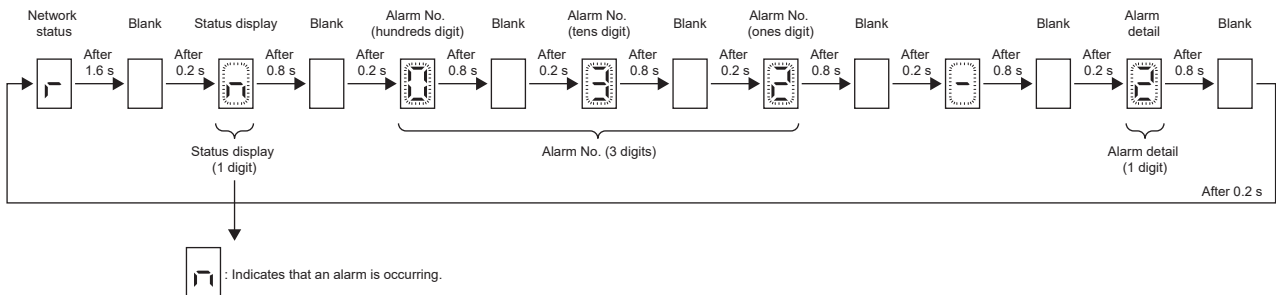 Network
status
Blank
Status display
Blank
Alarm No.
(hundreds digit)
Blank
Alarm No.
(tens digit)
Blank
Alarm No.
(ones digit)
Blank
Blank
Alarm
detail
Blank
r
After
1.6 s
After
0.2 s
n
After
0.8 s
After
0.2 s
0
After
0.8 s
After
0.2 s
3
After
0.8 s
After
0.2 s
2
After
0.8 s
After
0.2 s
-
After
0.8 s
After
0.2 s
2
After
0.8 s
Status display
(1 digit)
Alarm No. (3 digits)
Alarm detail
(1 digit)
After 0.2 s
n : Indicates that an alarm is occurring.